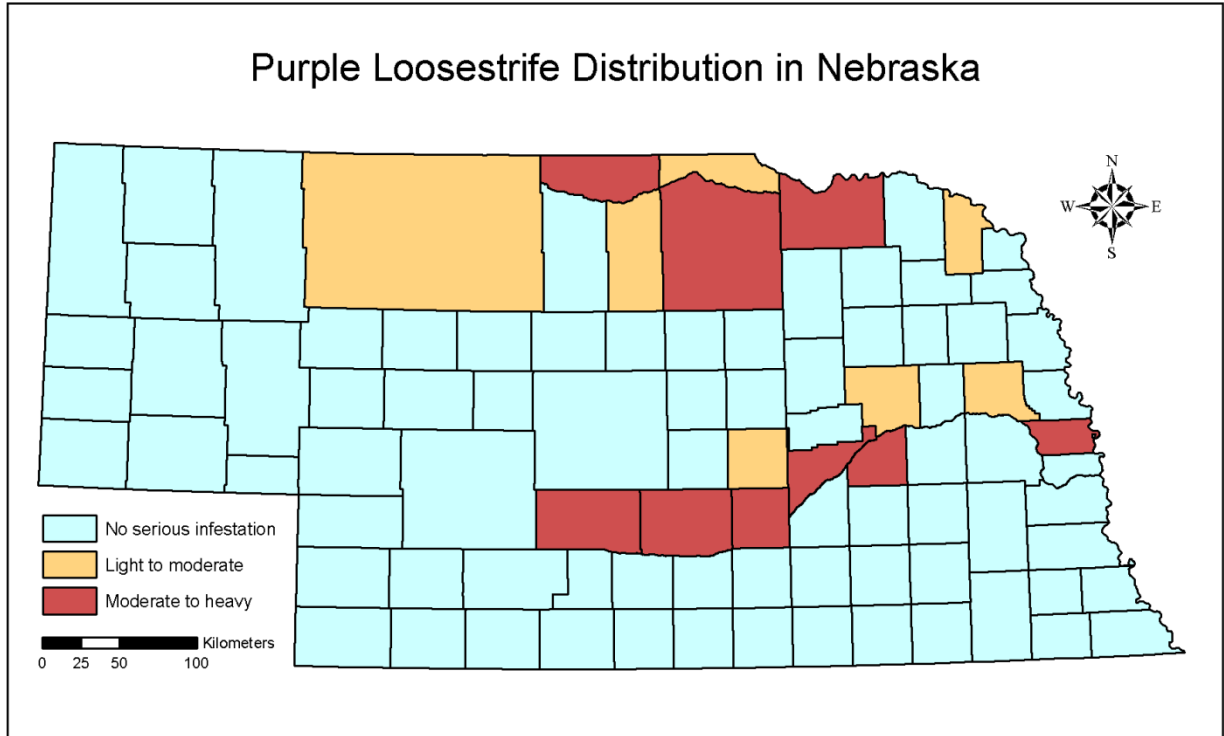 Purple Loosestrife Distribution in Nebraska
N
W E
S
No serious infestation
Light to moderate
Moderate to heavy
Kilometers
0 25 50 100